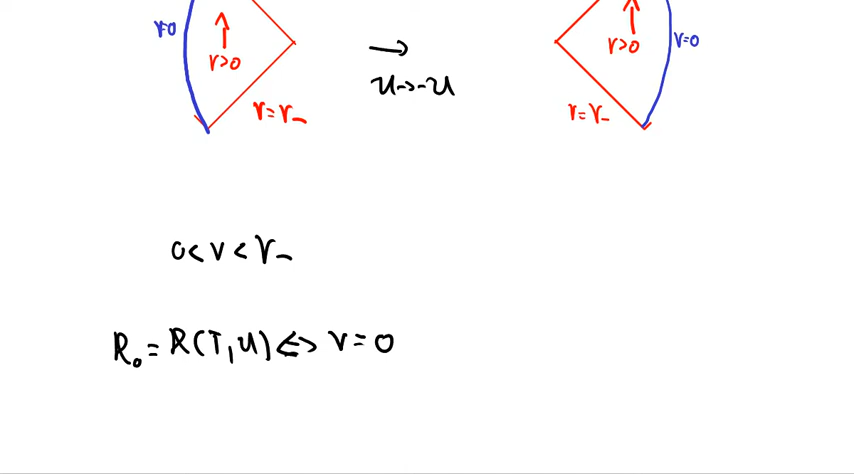 r=0
r>0
r=r₋
U→-U
r>0
r=0
r=r₋
0<r<r₋
R₀=R(T,U)⇔r=0